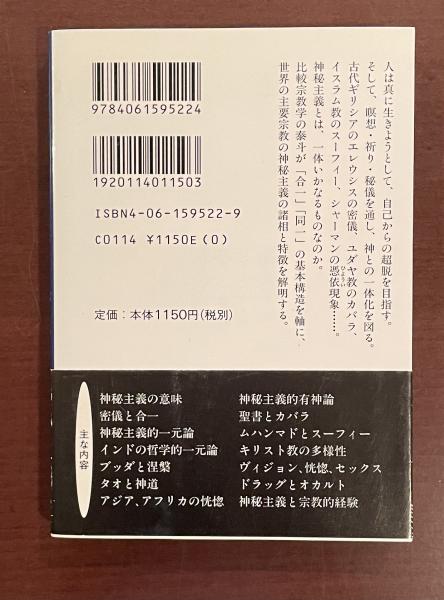 人は真に生きようとして、自己からの超脱を目指す。
そして、瞑想・祈り・秘儀を通し、神との一体化を図る。
古代ギリシアのエレウシスの密儀、ユダヤ教のカバラ、
イスラム教のスーフィー、シャーマンの憑依現象……。
ひようい
神秘主義とは、一体いかなるものなのか。
比較宗教学の泰斗が「合一」「同一」の基本構造を軸に、
世界の主要宗教の神秘主義の諸相と特徴を解明する。
9784061595224
1920114011503
ISBN4-06-159522-9
C0114 ¥1150E (0)
定価:本体1150円(税別)
主な内容
神秘主義の意味
密儀と合一
神秘主義的一元論
インドの哲学的一元論
ブッダと涅槃
タオと神道
アジア、アフリカの恍惚
神秘主義的有神論
聖書とカバラ
ムハンマドとスーフィー
キリスト教の多様性
ヴィジョン、恍惚、セックス
ドラッグとオカルト
神秘主義と宗教的経験